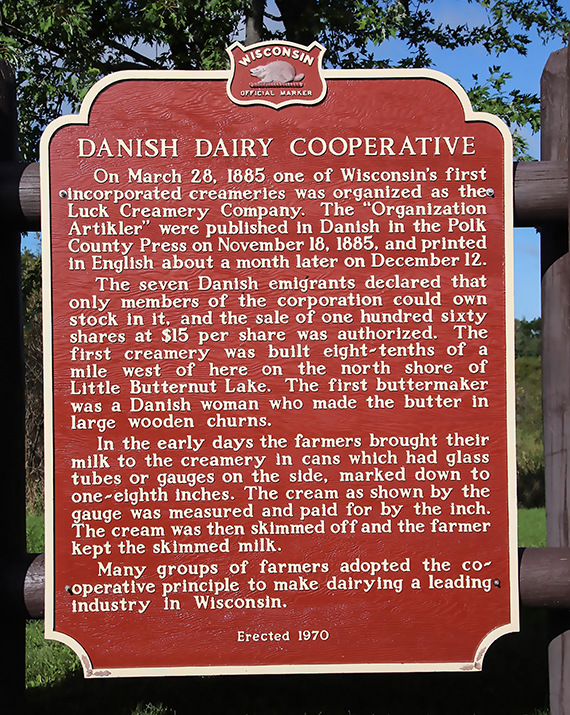 WISCONSIN
OFFICIAL MARKER
DANISH DAIRY COOPERATIVE
On March 28, 1885 one of Wisconsin's first
incorporated creameries was organized as the
Luck Creamery Company. The "Organization
Artikler" were published in Danish in the Polk
County Press on November 18, 1885, and printed
in English about a month later on December 12.
The seven Danish emigrants declared that
only members of the corporation could own
stock in it, and the sale of one hundred sixty
shares at $15 per share was authorized. The
first creamery was built eight-tenths of a
mile west of here on the north shore of
Little Butternut Lake. The first buttermaker
was a Danish woman who made the butter in
large wooden churns.
In the early days the farmers brought their
milk to the creamery in cans which had glass
tubes or gauges on the side, marked down to
one-eighth inches. The cream as shown by the
gauge was measured and paid for by the inch.
The cream was then skimmed off and the farmer
kept the skimmed milk.
Many groups of farmers adopted the co-
operative principle to make dairying a leading
industry in Wisconsin.
Erected 1970